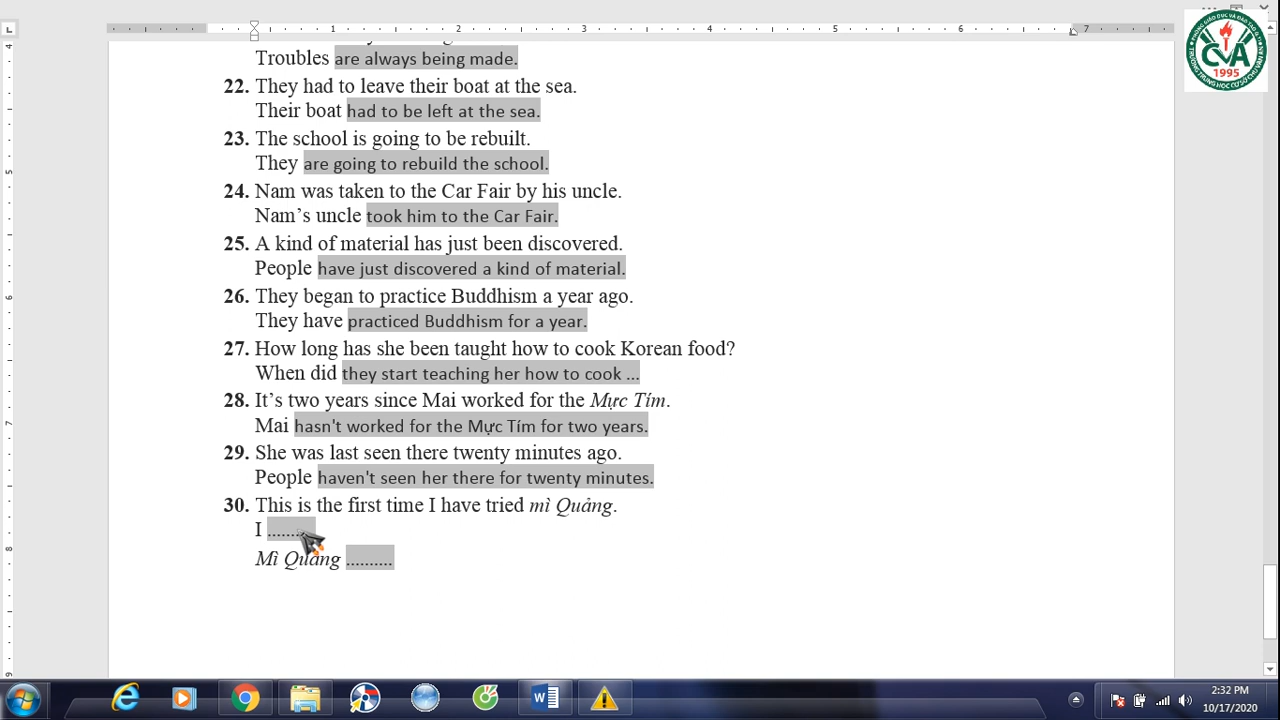 Troubles are always being made.
22. They had to leave their boat at the sea.
Their boat had to be left at the sea.
23. The school is going to be rebuilt.
They are going to rebuild the school.
24. Nam was taken to the Car Fair by his uncle.
Nam’s uncle took him to the Car Fair.
25. A kind of material has just been discovered.
People have just discovered a kind of material.
26. They began to practice Buddhism a year ago.
They have practiced Buddhism for a year.
27. How long has she been taught how to cook Korean food?
When did they start teaching her how to cook ...
28. It’s two years since Mai worked for the Mực Tím.
Mai hasn't worked for the Mực Tím for two years.
29. She was last seen there twenty minutes ago.
People haven't seen her there for twenty minutes.
30. This is the first time I have tried mì Quảng.
I ........
Mì Quảng ..........
CVA
1995
2:32 PM
10/17/2020